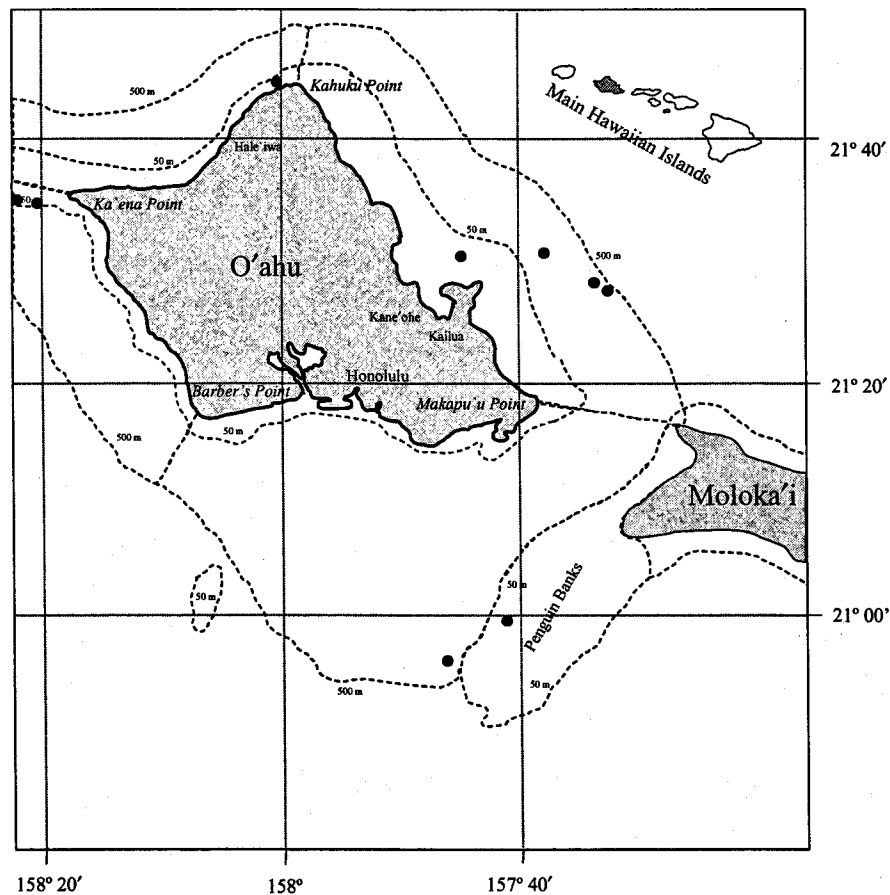 500 m
Kahuku Point
Main Hawaiian Islands
Hale'iwa
21° 40'
50 m
50
Ka'ena Point
50 m
500 m
O'ahu
Kane'ohe
Kailua
Honolulu
21° 20'
Barber's Point
Makapu'u Point
500 m
50 m
Moloka'i
50 m
50 m
Penguin Banks
21° 00'
500 m
50 m
158° 20'
158°
157° 40'